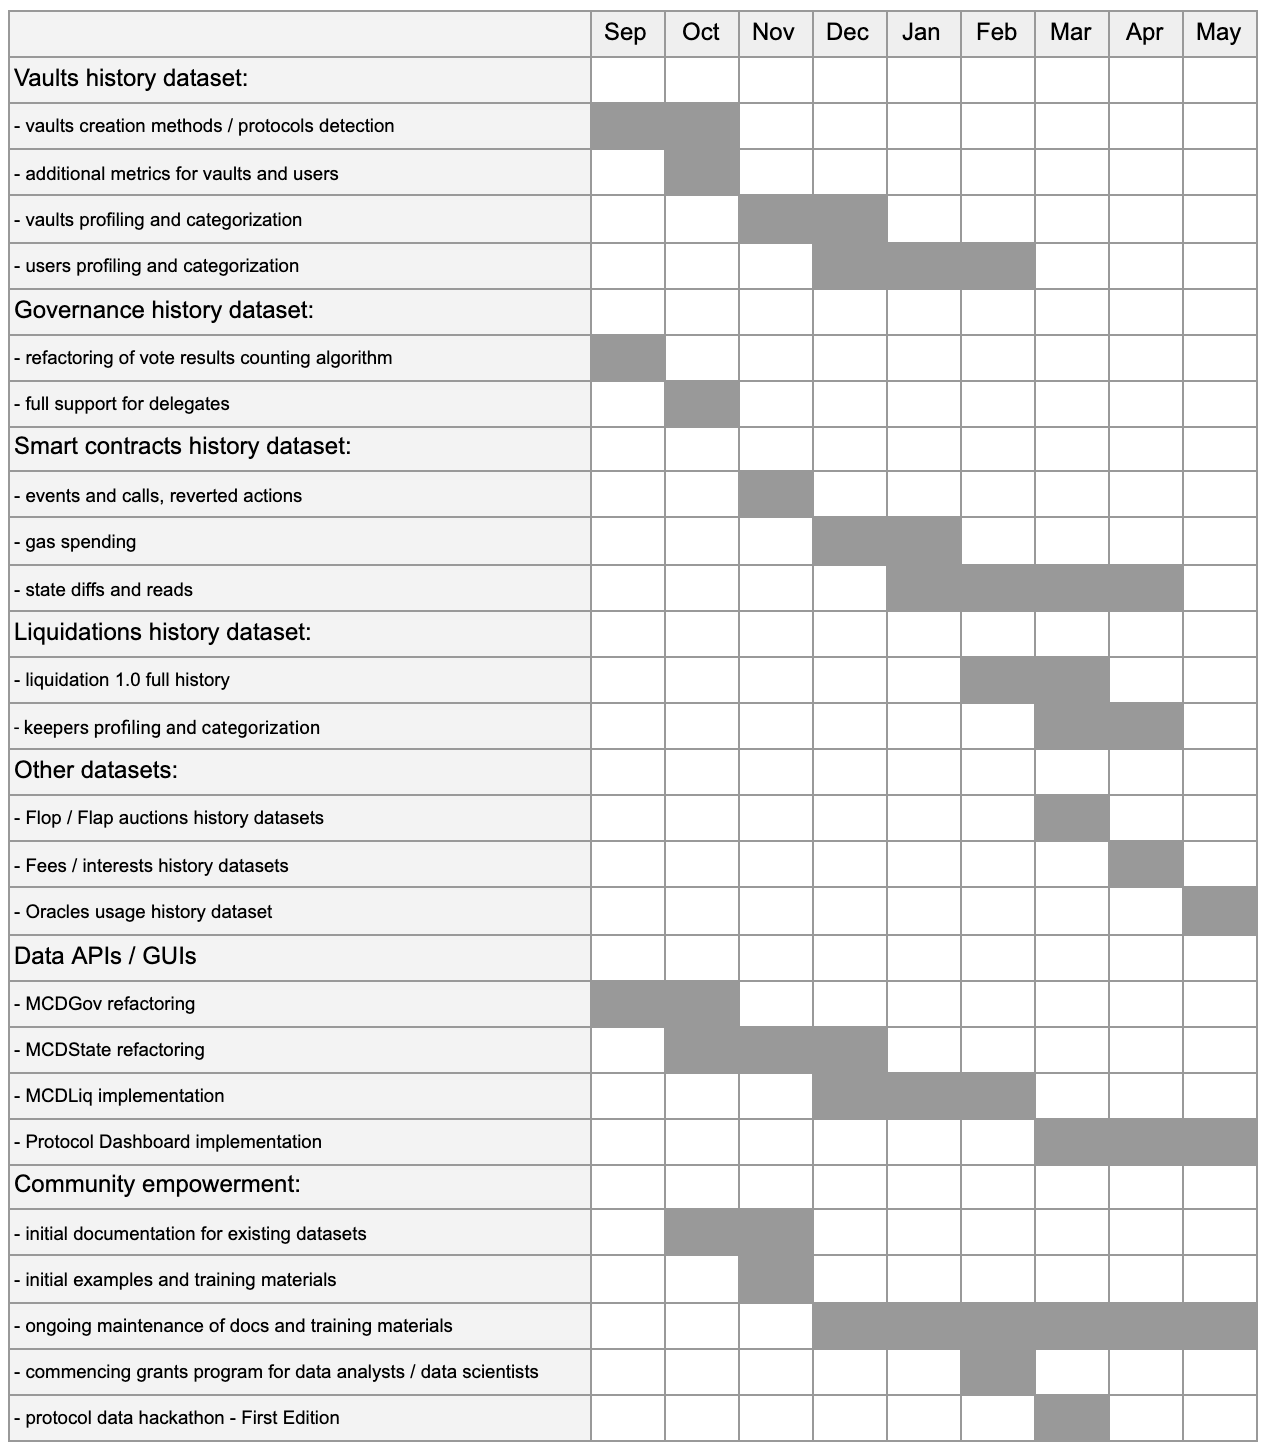 Sep Oct Nov Dec Jan Feb Mar Apr May
Vaults history dataset:
- vaults creation methods / protocols detection
- additional metrics for vaults and users
- vaults profiling and categorization
- users profiling and categorization
Governance history dataset:
- refactoring of vote results counting algorithm
- full support for delegates
Smart contracts history dataset:
- events and calls, reverted actions
- gas spending
- state diffs and reads
Liquidations history dataset:
- liquidation 1.0 full history
- keepers profiling and categorization
Other datasets:
- Flop / Flap auctions history datasets
- Fees / interests history datasets
- Oracles usage history dataset
Data APIs / GUIs
- MCDGov refactoring
- MCDState refactoring
- MCDLiq implementation
- Protocol Dashboard implementation
Community empowerment:
- initial documentation for existing datasets
- initial examples and training materials
- ongoing maintenance of docs and training materials
- commencing grants program for data analysts / data scientists
- protocol data hackathon - First Edition